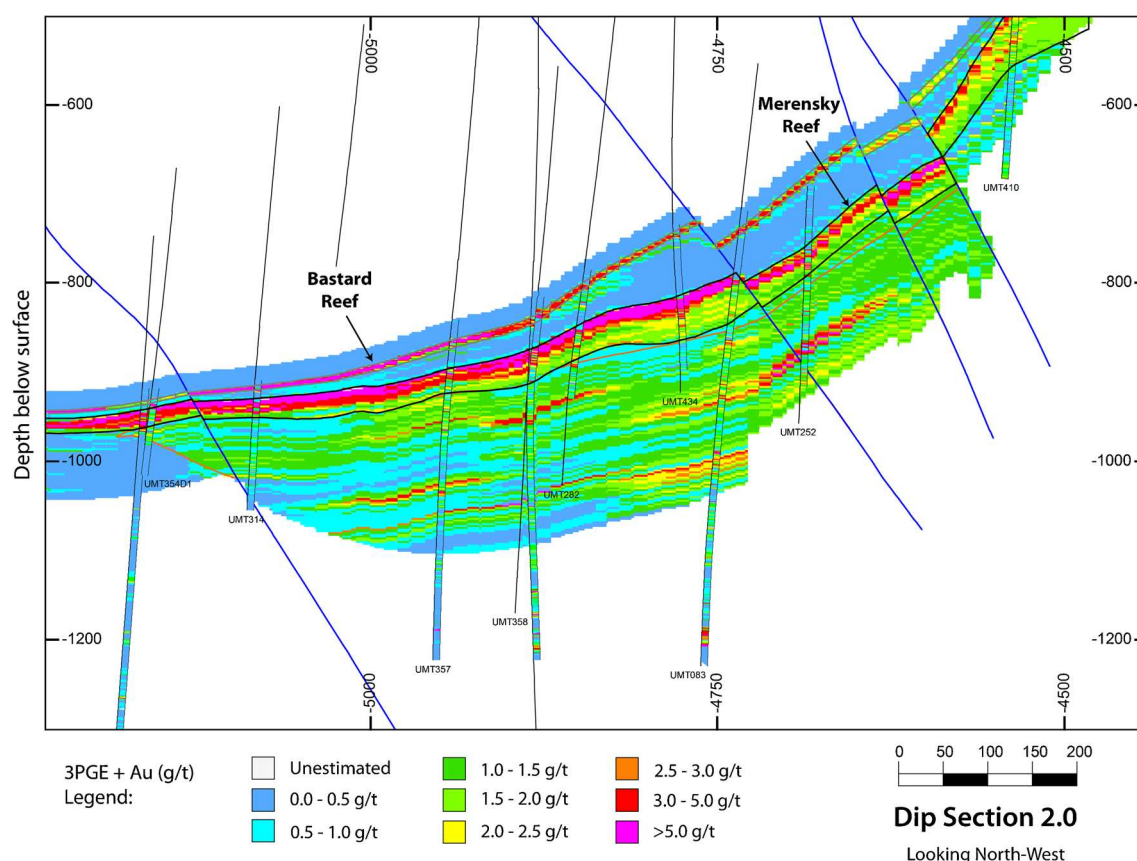 -5000
-4750
-4500
-600
-600
Merensky
Reef
UMT410
-800
-800
Bastard
Reef
Depth below surface
UMT434
UMT252
-1000
-1000
UMT354D1
UMT282
UMT314
UMT358
-1200
-1200
UMT357
UMT083
-5000
-4750
-4500
3PGE + Au (g/t)
Legend:
Unestimated
0.0 - 0.5 g/t
0.5 - 1.0 g/t
1.0 - 1.5 g/t
1.5 - 2.0 g/t
2.0 - 2.5 g/t
2.5 - 3.0 g/t
3.0 - 5.0 g/t
>5.0 g/t
0 50 100 150 200
Dip Section 2.0
Looking North-West